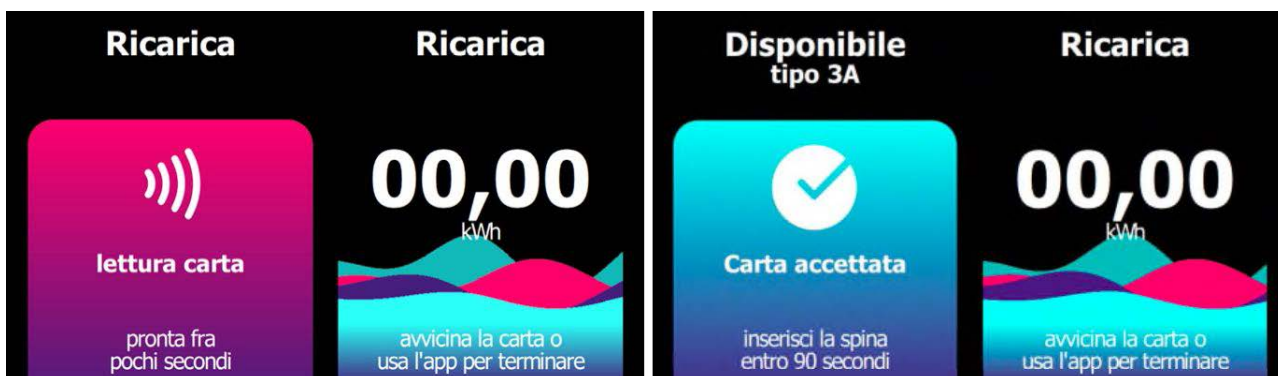 Ricarica
lettura carta
pronta fra
pochi secondi
Ricarica
00,00
kWh
avvicina la carta o
usa l'app per terminare
Disponibile
tipo 3A
Carta accettata
inserisci la spina
entro 90 secondi
Ricarica
00,00
kWh
avvicina la carta o
usa l'app per terminare